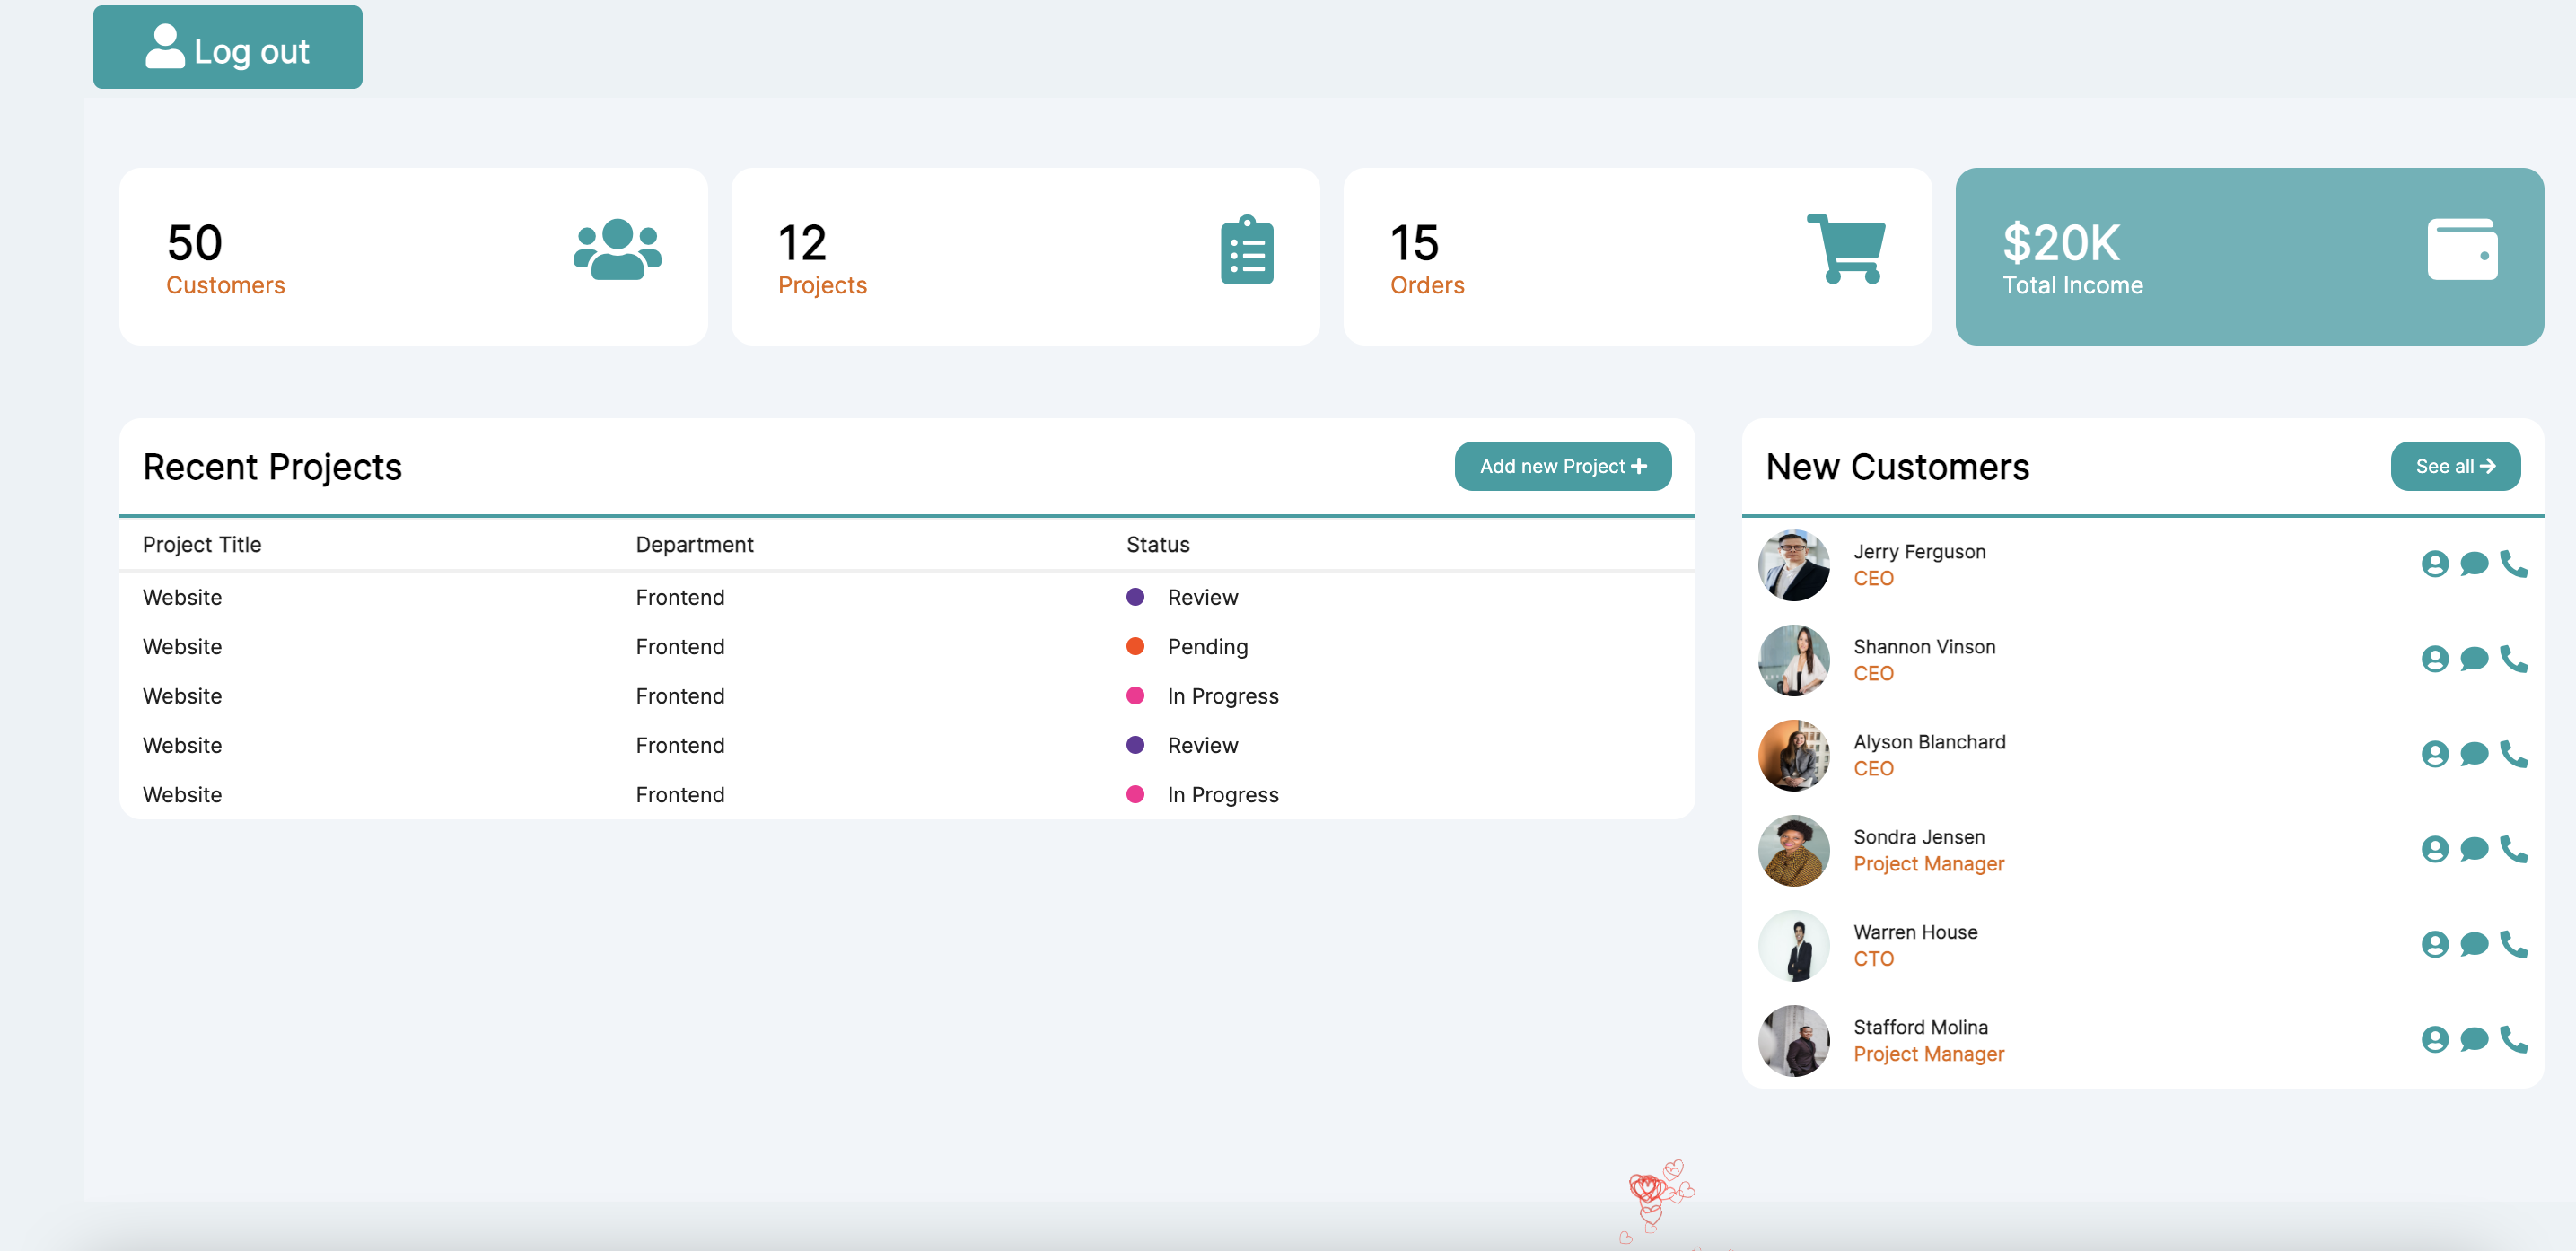 Log out
50
Customers
12
Projects
15
Orders
$20K
Total Income
Recent Projects
Add new Project
Project Title Department Status
Website Frontend Review
Website Frontend Pending
Website Frontend In Progress
Website Frontend Review
Website Frontend In Progress
New Customers
See all
Jerry Ferguson
CEO
Shannon Vinson
CEO
Alyson Blanchard
CEO
Sondra Jensen
Project Manager
Warren House
CTO
Stafford Molina
Project Manager